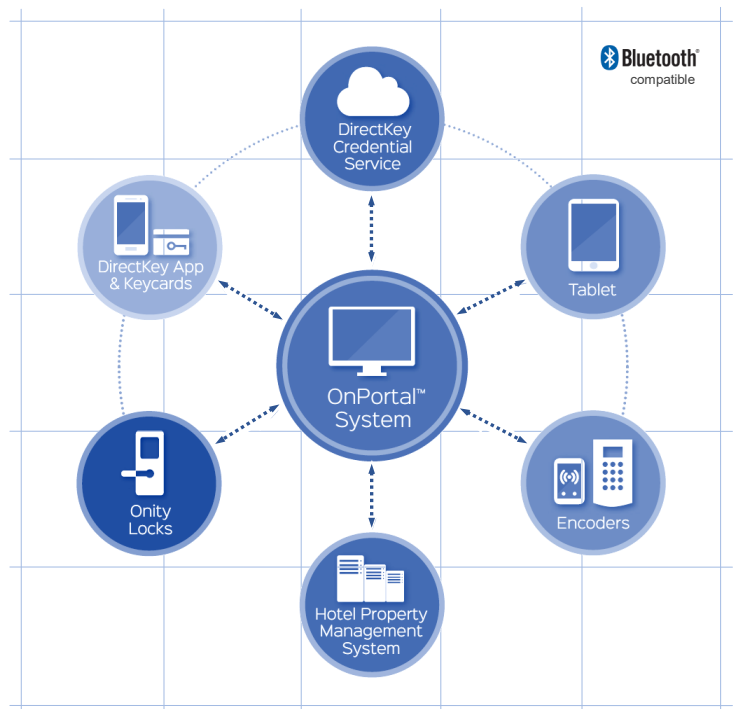 Bluetooth®
compatible
DirectKey
Credential
Service
DirectKey App
& Keycards
Tablet
OnPortal™
System
Onity
Locks
Encoders
Hotel Property
Management
System